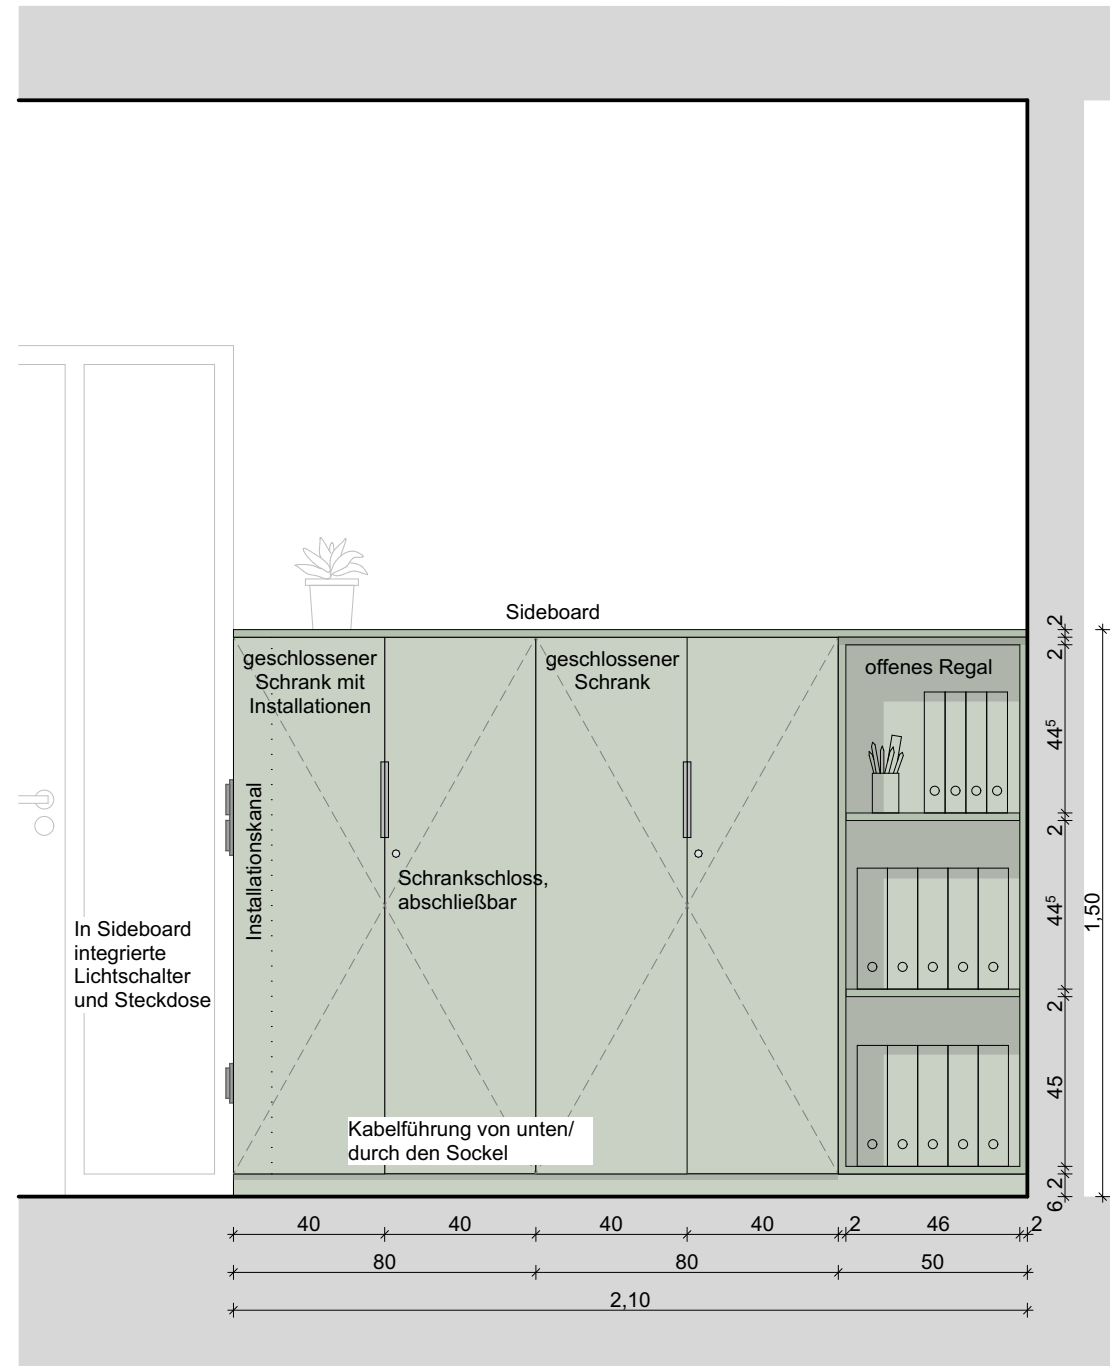 Sideboard
geschlossener
Schrank mit
Installationen
geschlossener
Schrank
offenes Regal
Installationskanal
Schrankschloss,
abschließbar
In Sideboard
integrierte
Lichtschalter
und Steckdose
Kabelführung von unten/
durch den Sockel
2
2
44⁵
2
44⁵
2
45
2
6
1,50
40 40 40 40 2 46 2
80 80 50
2,10